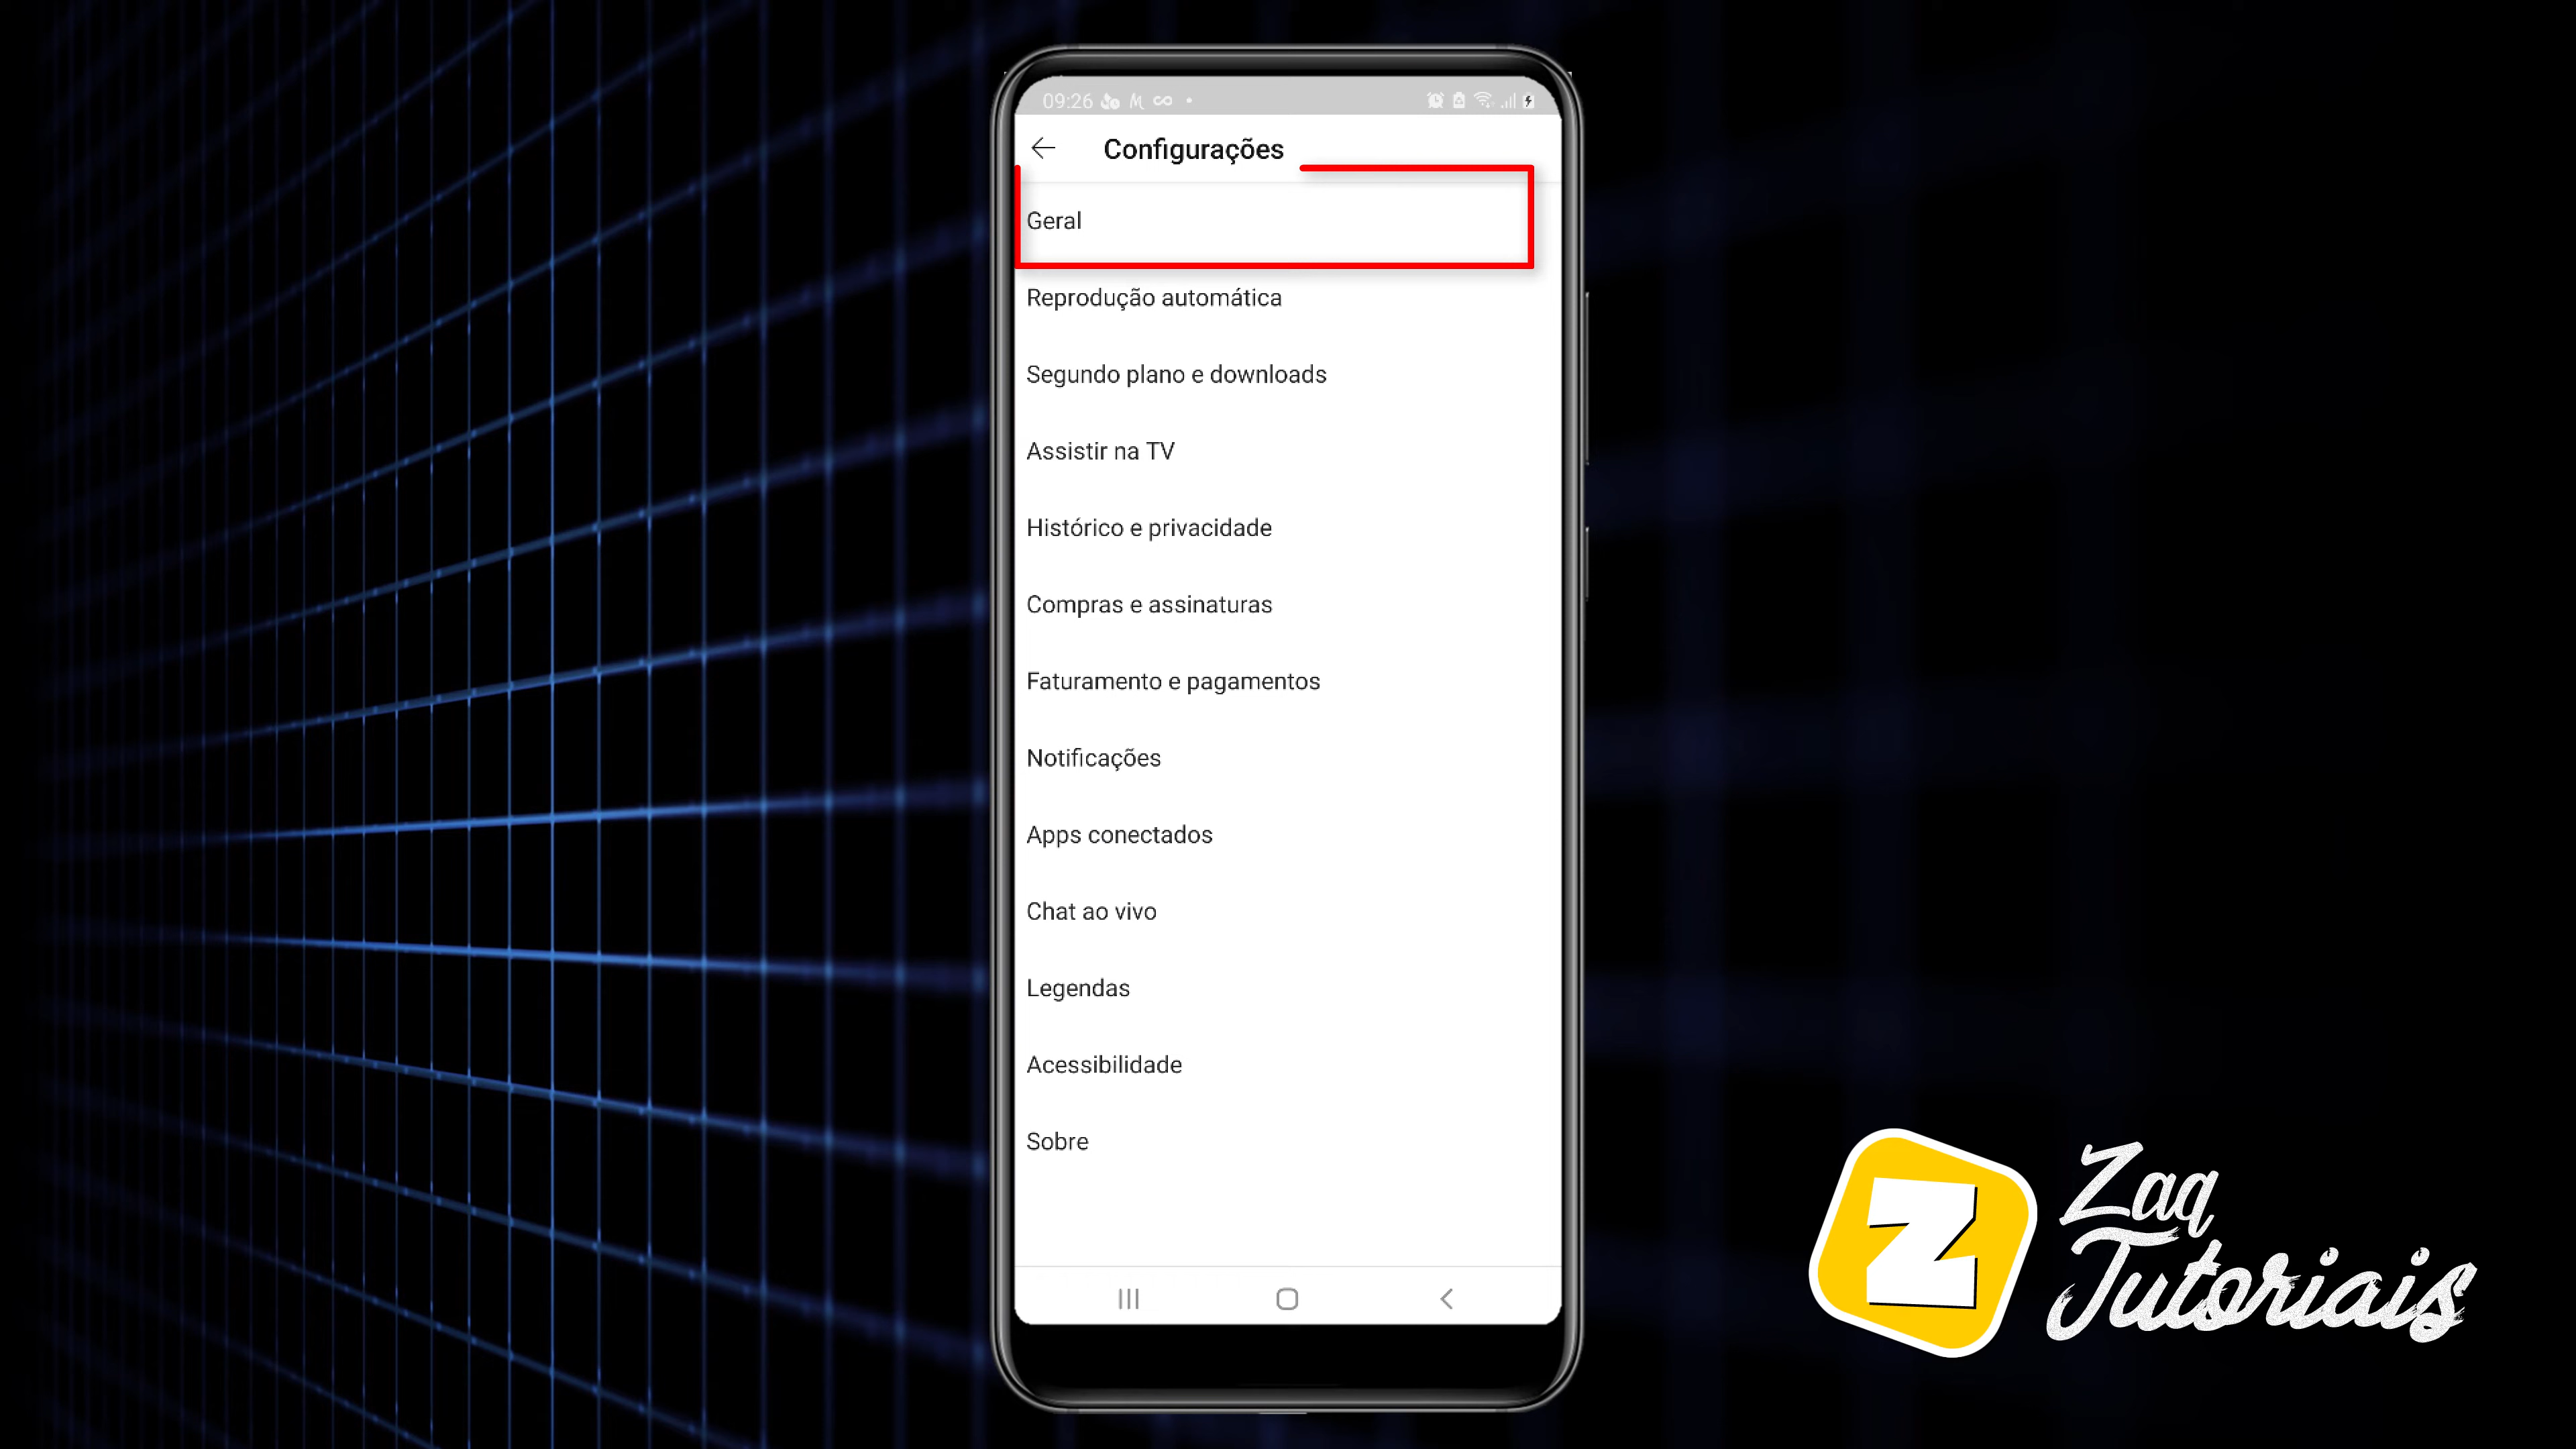 09:26
Configurações
Geral
Reprodução automática
Segundo plano e downloads
Assistir na TV
Histórico e privacidade
Compras e assinaturas
Faturamento e pagamentos
Notificações
Apps conectados
Chat ao vivo
Legendas
Acessibilidade
Sobre
Z
Zaq
Tutoriais